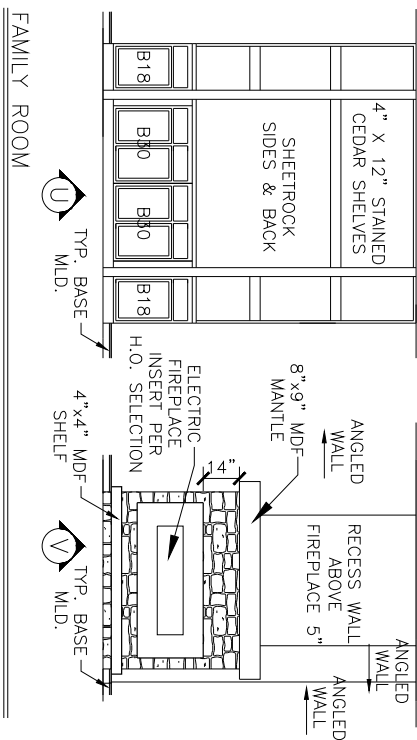 4" X 12" STAINED
CEDAR SHELVES
SHEETROCK
SIDES & BACK
B18
B30
B30
B18
U
TYP. BASE
MLD.
ANGLED
WALL
8"x9" MDF
MANTLE
RECESS WALL
ABOVE
FIREPLACE 5"
ANGLED
WALL
ANGLED
WALL
14"
ELECTRIC
FIREPLACE
INSERT PER
H.O. SELECTION
4"x4" MDF
SHELF
V
TYP. BASE
MLD.
FAMILY ROOM